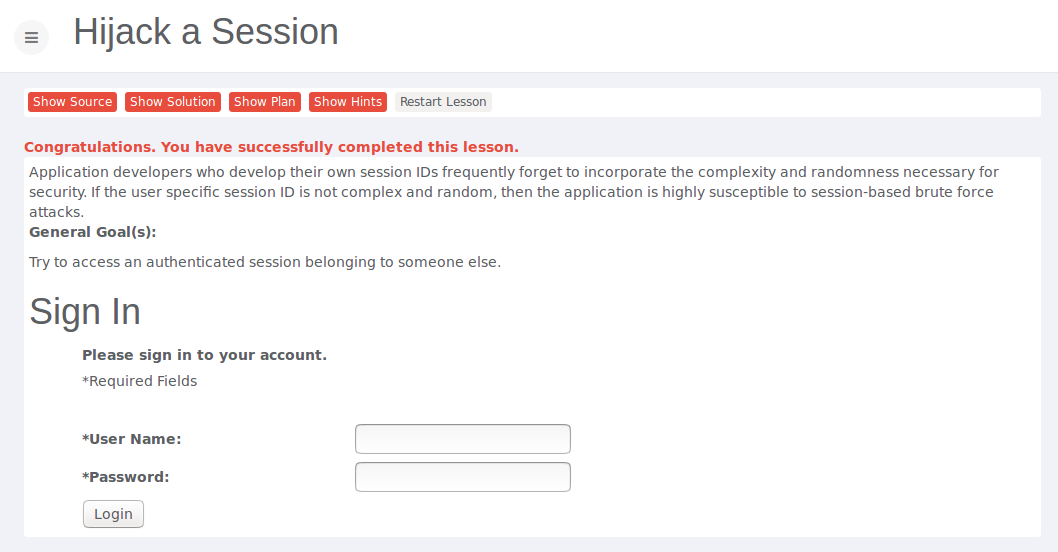 Hijack a Session
Show Source Show Solution Show Plan Show Hints Restart Lesson
Congratulations. You have successfully completed this lesson.
Application developers who develop their own session IDs frequently forget to incorporate the complexity and randomness necessary for
security. If the user specific session ID is not complex and random, then the application is highly susceptible to session-based brute force
attacks.
General Goal(s):
Try to access an authenticated session belonging to someone else.
Sign In
Please sign in to your account.
*Required Fields
*User Name:
*Password:
Login